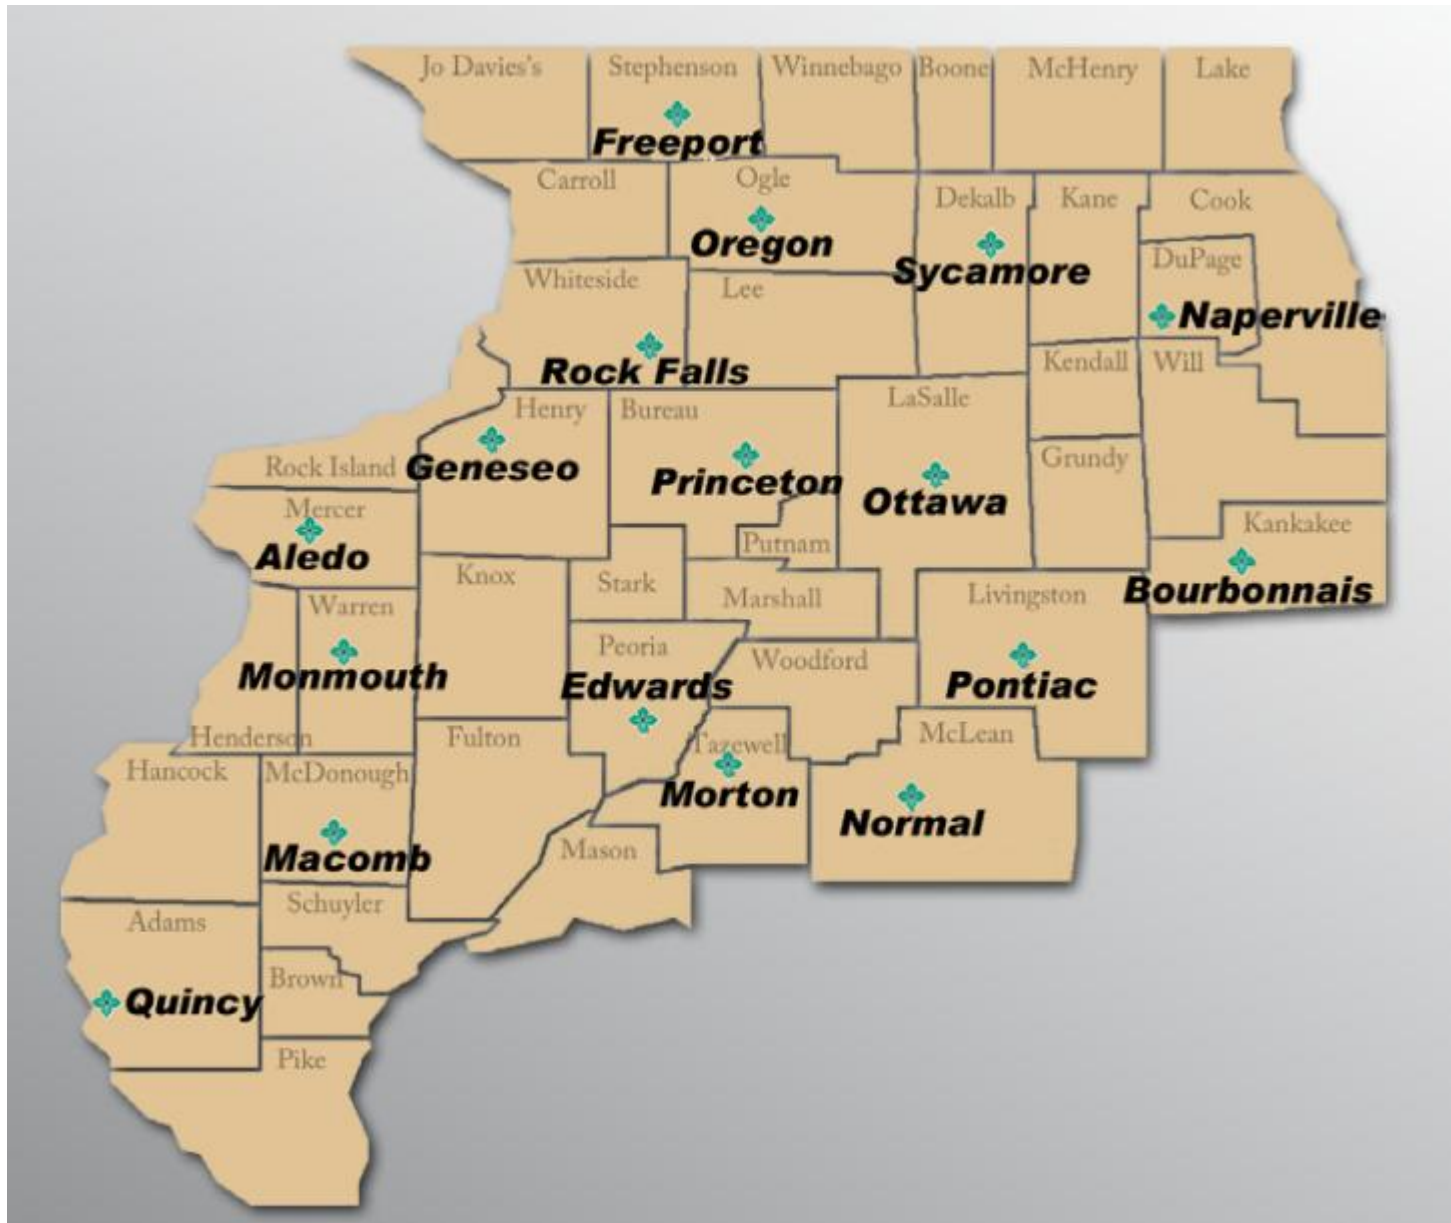 Jo Davies's
Stephenson
Winnebago
Boone
McHenry
Lake
Freeport
Carroll
Ogle
Dekalb
Kane
Cook
Oregon
Sycamore
DuPage
Whiteside
Lee
Naperville
Rock Falls
Kendall
Will
Henry
Bureau
LaSalle
Rock Island
Geneseo
Princeton
Ottawa
Grundy
Mercer
Aledo
Putnam
Kankakee
Knox
Stark
Marshall
Livingston
Bourbonnais
Warren
Monmouth
Peoria
Edwards
Woodford
Pontiac
Henderson
Fulton
Tazewell
McLean
Hancock
McDonough
Morton
Normal
Macomb
Mason
Schuyler
Adams
Brown
Quincy
Pike